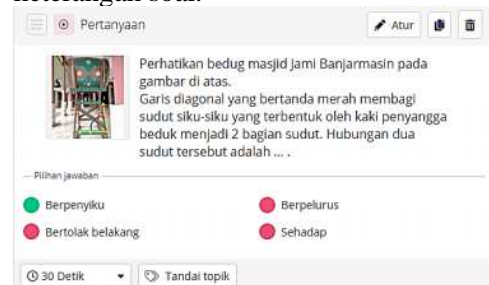 Pertanyaan
Atur
Perhatikan bedug masjid Jami Banjarmasin pada
gambar di atas.
Garis diagonal yang bertanda merah membagi
sudut siku-siku yang terbentuk oleh kaki penyangga
beduk menjadi 2 bagian sudut. Hubungan dua
sudut tersebut adalah ... .
Pilihan jawaban
Berpenyiku
Berpelurus
Bertolak belakang
Sehadap
30 Detik
Tandai topik